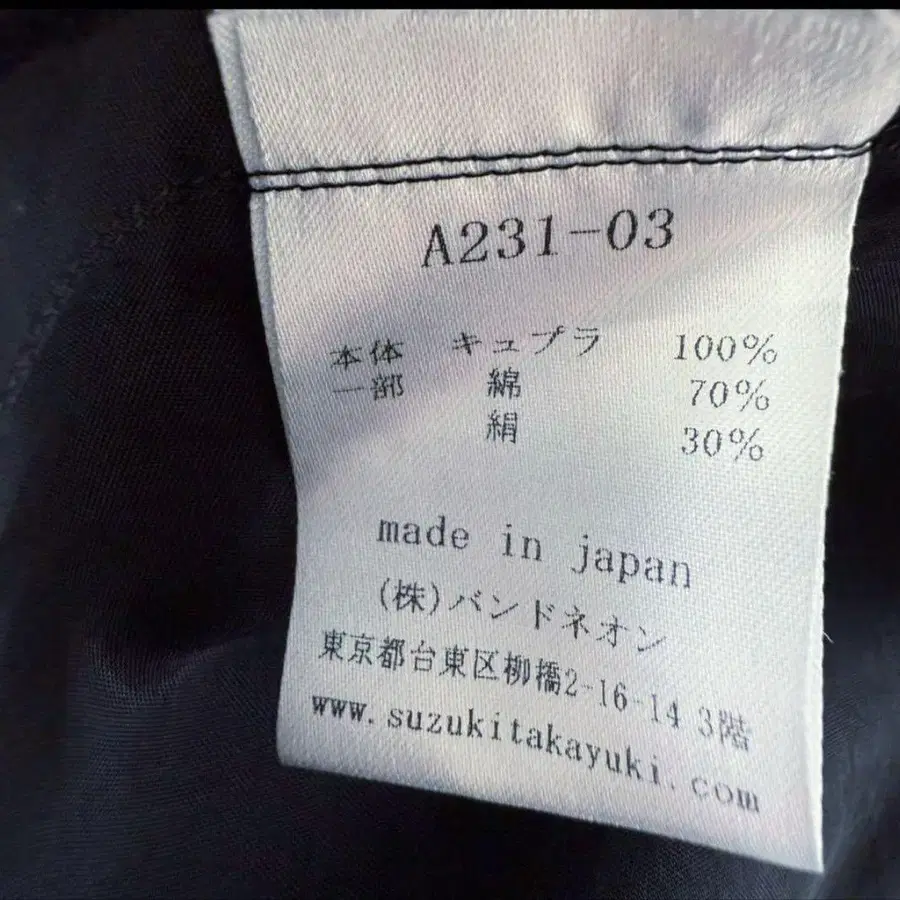 A231-03
本体 キュプラ 100%
一部 綿 70%
絹 30%
made in japan
(株)バンドネオン
東京都台東区柳橋2-16-14 3階
www.suzukitakayuki.com